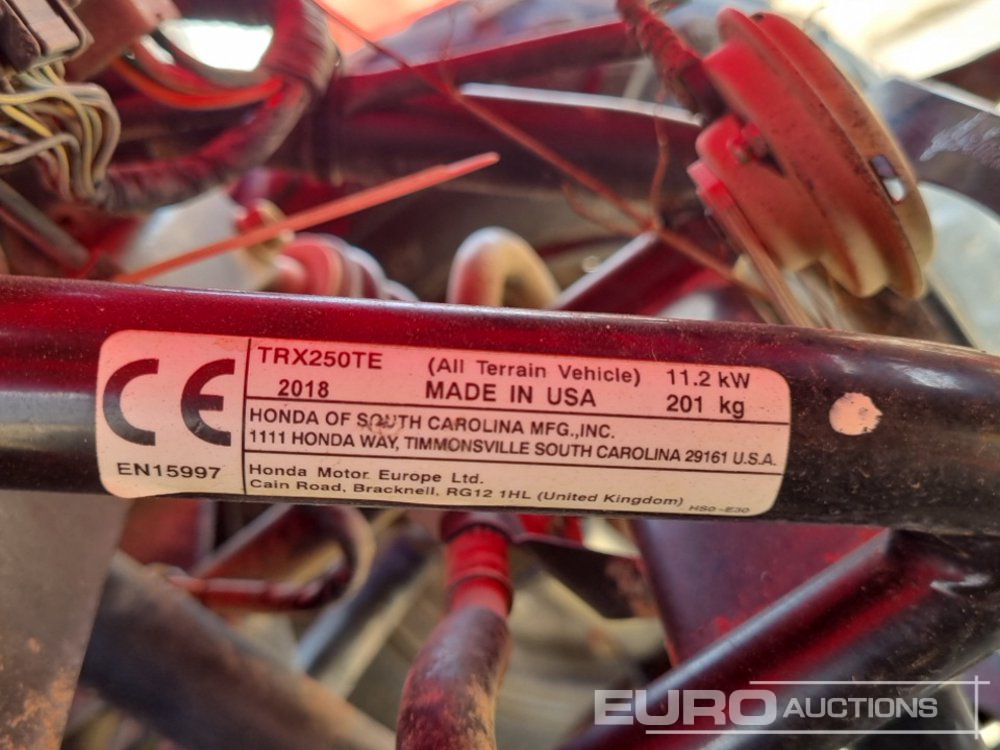 CE
EN15997
TRX250TE (All Terrain Vehicle) 11.2 kW
2018 MADE IN USA 201 kg
HONDA OF SOUTH CAROLINA MFG.,INC.
1111 HONDA WAY, TIMMONSVILLE SOUTH CAROLINA 29161 U.S.A.
Honda Motor Europe Ltd.
Cain Road, Bracknell, RG12 1HL (United Kingdom)
HS0-E30
EURO AUCTIONS